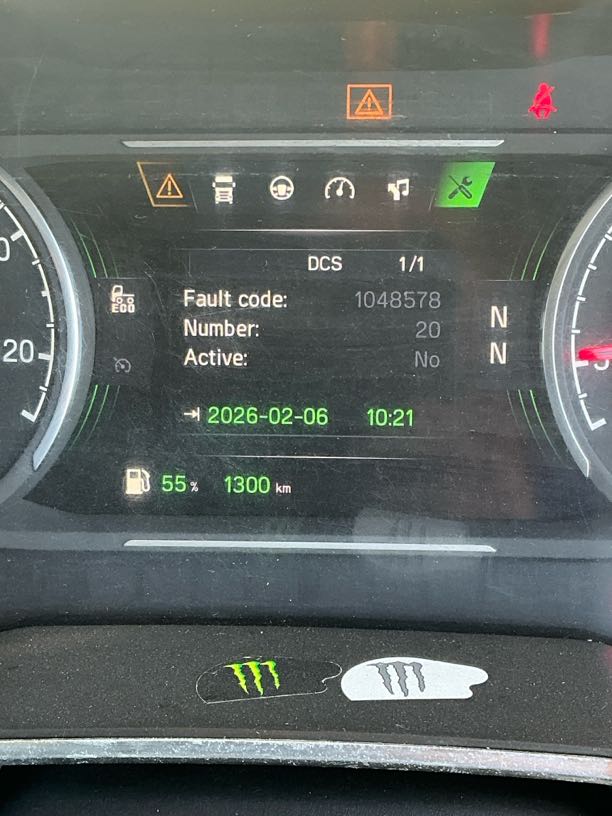 DCS 1/1
Fault code: 1048578
Number: 20
Active: No
N
N
20
2026-02-06 10:21
55 % 1300 km